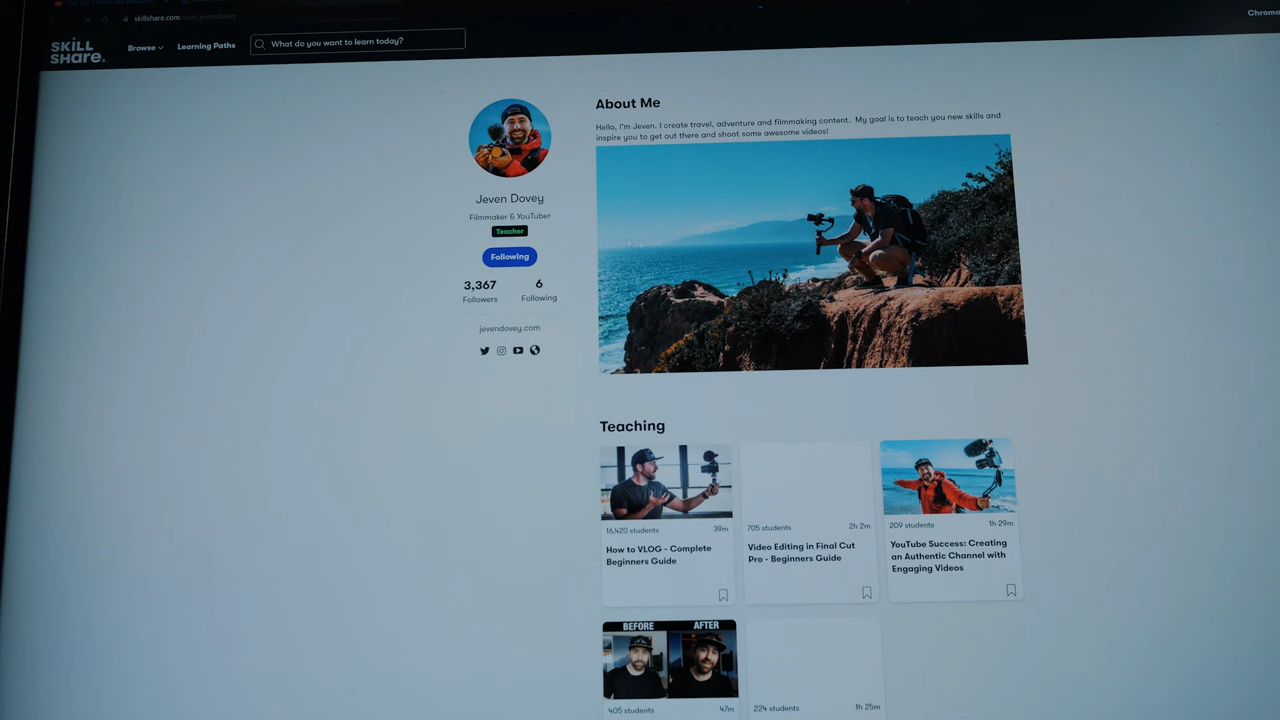 skillshare.com/user/jevendovey
Chroma
SKILL
SHARE.
Browse
Learning Paths
What do you want to learn today?
Jeven Dovey
Filmmaker & YouTuber
Teacher
Following
3,367
Followers
6
Following
jevendovey.com
About Me
Hello, I'm Jeven. I create travel, adventure and filmmaking content. My goal is to teach you new skills and
inspire you to get out there and shoot some awesome videos!
Teaching
16,420 students
39m
How to VLOG - Complete
Beginners Guide
705 students
2h 2m
Video Editing in Final Cut
Pro - Beginners Guide
209 students
1h 29m
YouTube Success: Creating
an Authentic Channel with
Engaging Videos
BEFORE
AFTER
405 students
47m
224 students
1h 25m